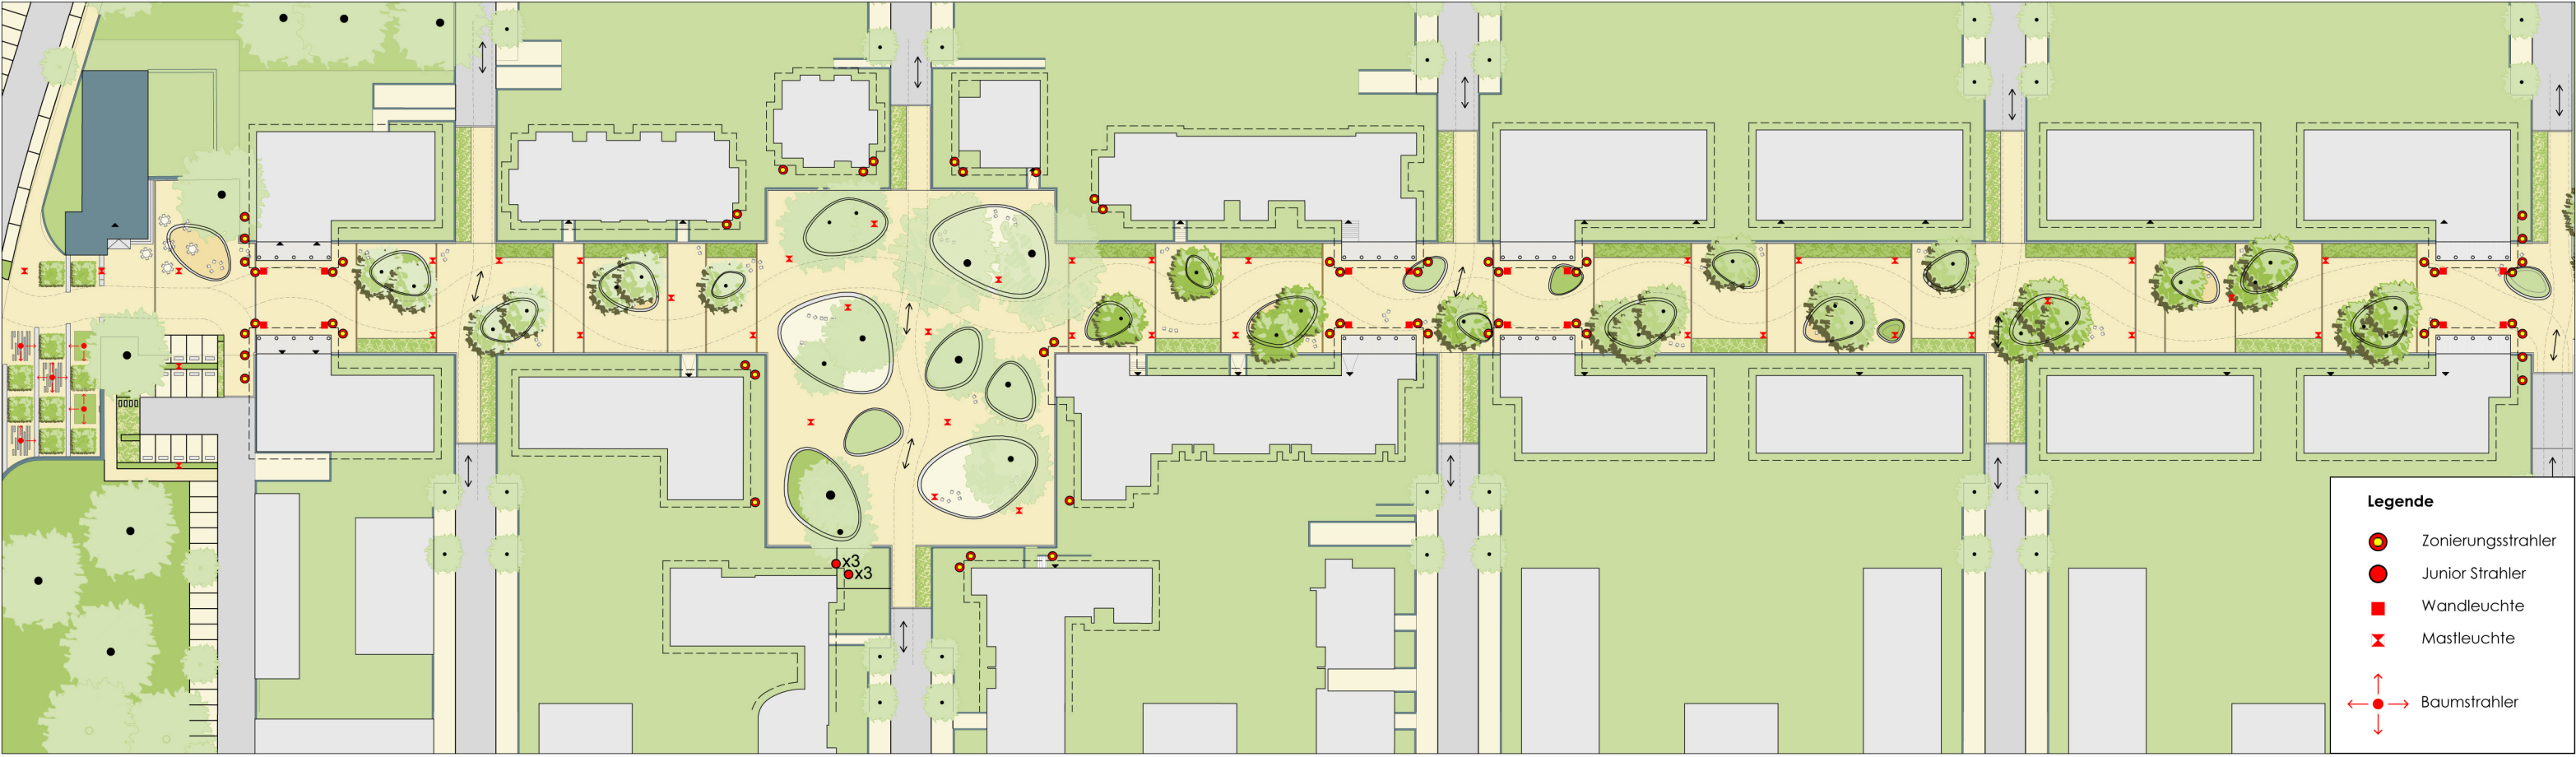 x3
x3
Legende
Zonierungsstrahler
Junior Strahler
Wandleuchte
Mastleuchte
Baumstrahler